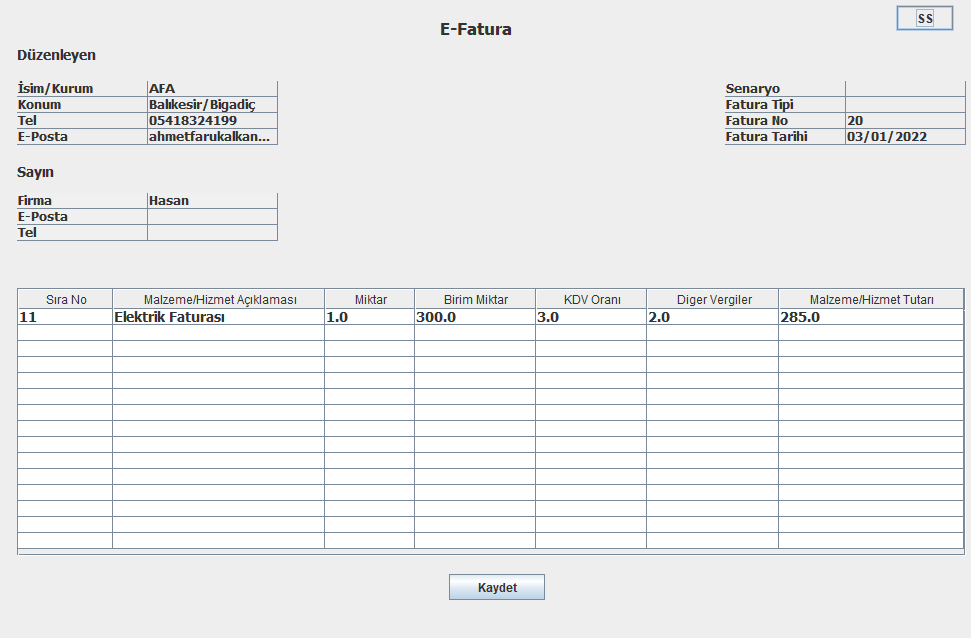 SS
E-Fatura
Düzenleyen
İsim/Kurum AFA
Konum Balıkesir/Bigadiç
Tel 05418324199
E-Posta ahmetfarukalkan...
Senaryo
Fatura Tipi
Fatura No 20
Fatura Tarihi 03/01/2022
Sayın
Firma Hasan
E-Posta
Tel
Sıra No Malzeme/Hizmet Açıklaması Miktar Birim Miktar KDV Oranı Diger Vergiler Malzeme/Hizmet Tutarı
11 Elektrik Faturası 1.0 300.0 3.0 2.0 285.0
Kaydet